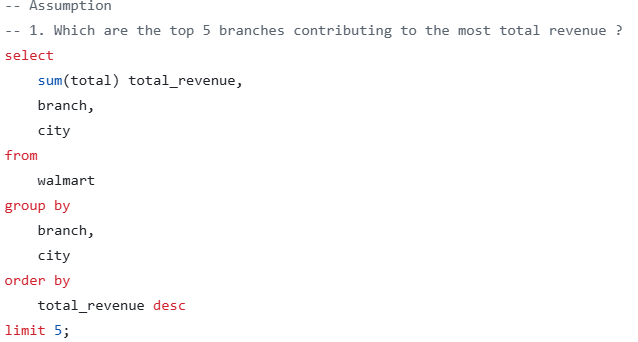 -- Assumption
-- 1. Which are the top 5 branches contributing to the most total revenue ?
select
    sum(total) total_revenue,
    branch,
    city
from
    walmart
group by
    branch,
    city
order by
    total_revenue desc
limit 5;